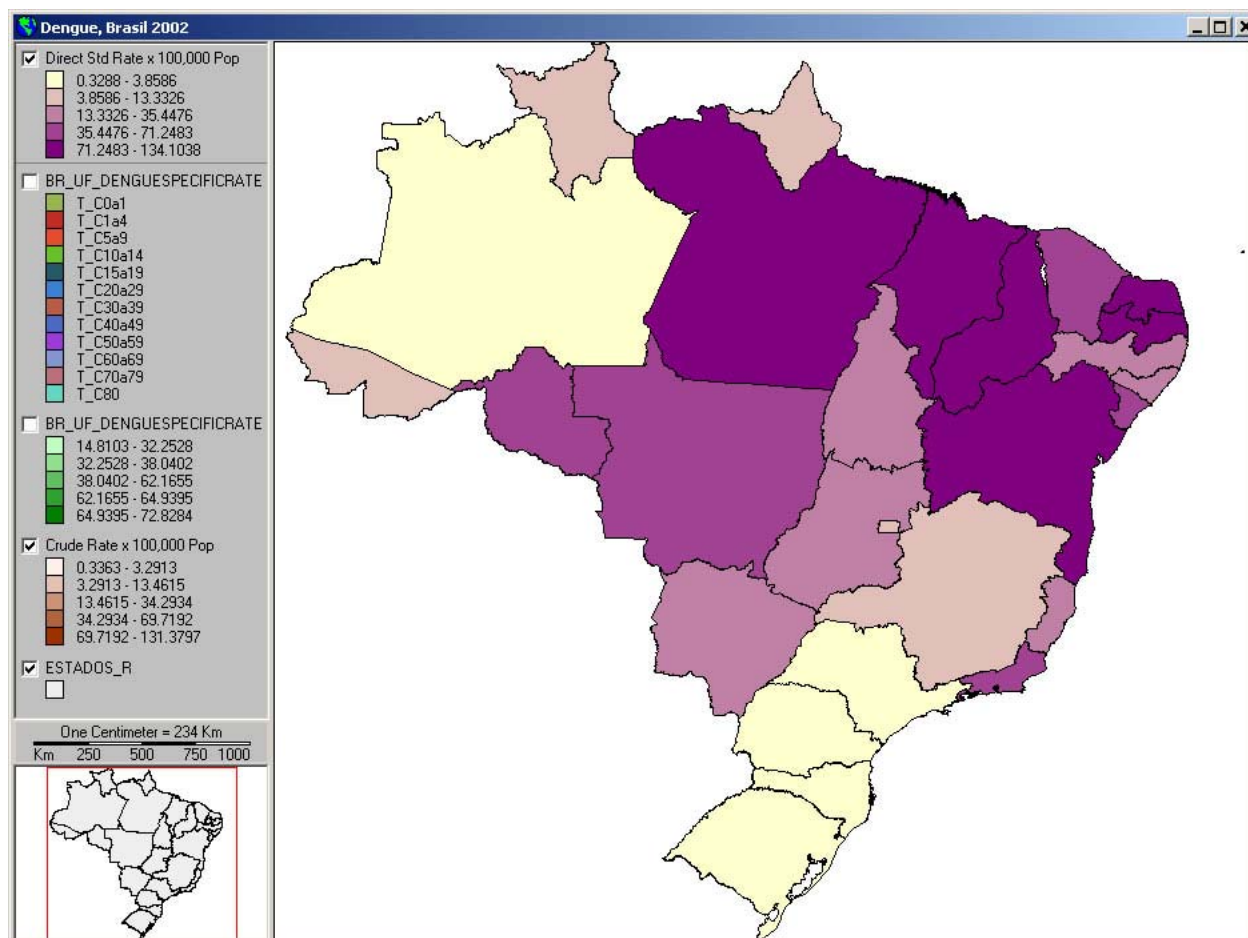 Dengue, Brasil 2002
Direct Std Rate x 100,000 Pop
0.3288 - 3.8586
3.8586 - 13.3326
13.3326 - 35.4476
35.4476 - 71.2483
71.2483 - 134.1038
BR_UF_DENGUESPECIFICRATE
T_C0a1
T_C1a4
T_C5a9
T_C10a14
T_C15a19
T_C20a29
T_C30a39
T_C40a49
T_C50a59
T_C60a69
T_C70a79
T_C80
BR_UF_DENGUESPECIFICRATE
14.8103 - 32.2528
32.2528 - 38.0402
38.0402 - 62.1655
62.1655 - 64.9395
64.9395 - 72.8284
Crude Rate x 100,000 Pop
0.3363 - 3.2913
3.2913 - 13.4615
13.4615 - 34.2934
34.2934 - 69.7192
69.7192 - 131.3797
ESTADOS_R
One Centimeter = 234 Km
Km 250 500 750 1000